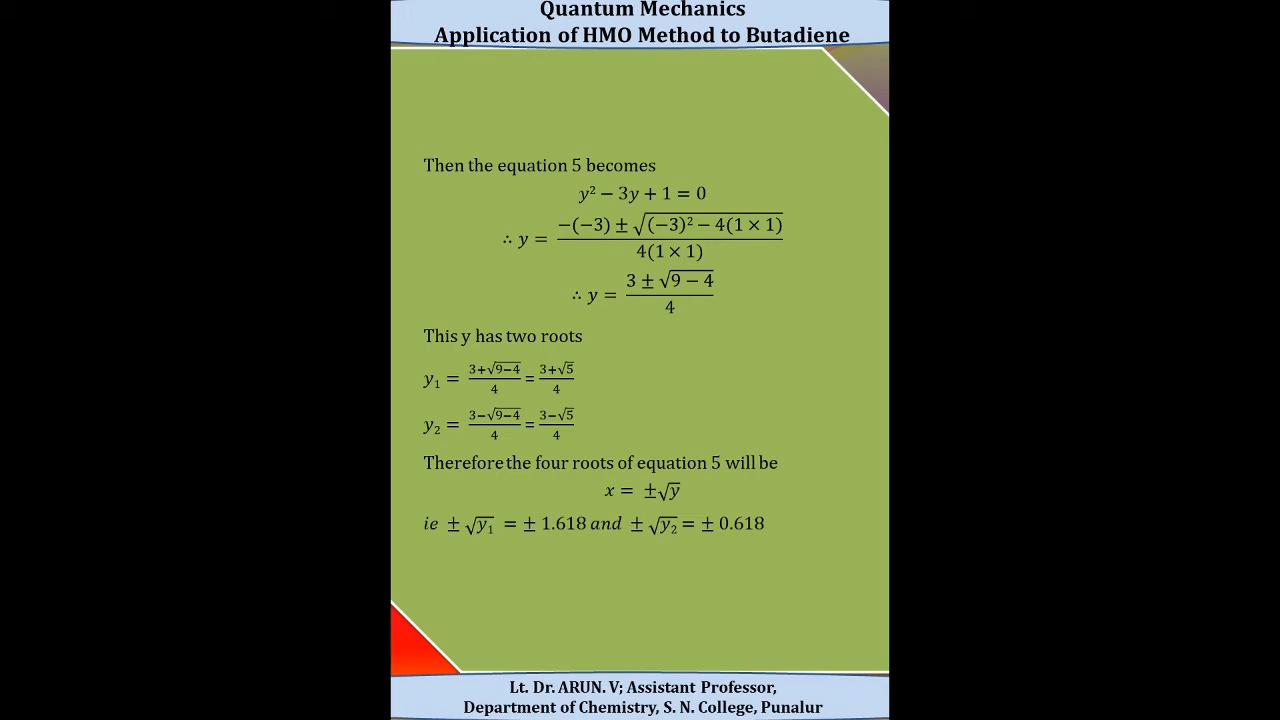 Quantum Mechanics
Application of HMO Method to Butadiene
Then the equation 5 becomes
y² − 3y + 1 = 0
∴ y = (−(−3) ± √((−3)² − 4(1 × 1))) / (4(1 × 1))
∴ y = (3 ± √(9 − 4)) / 4
This y has two roots
y₁ = (3+√(9−4)) / 4 = (3+√5) / 4
y₂ = (3−√(9−4)) / 4 = (3−√5) / 4
Therefore the four roots of equation 5 will be
x = ±√y
ie ± √y₁ = ± 1.618 and ± √y₂ = ± 0.618
Lt. Dr. ARUN. V; Assistant Professor,
Department of Chemistry, S. N. College, Punalur